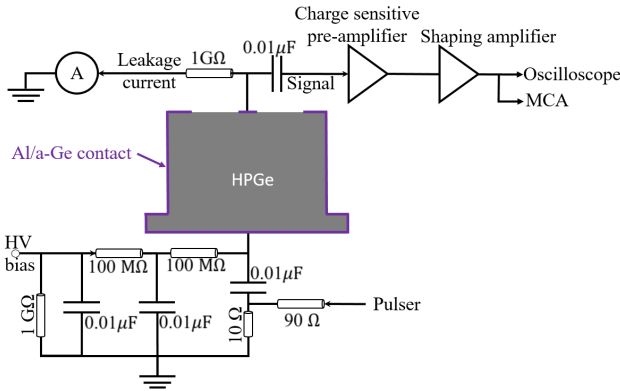 Charge sensitive
pre-amplifier
Shaping amplifier
0.01μF
Leakage
current
1GΩ
A
Signal
Oscilloscope
MCA
Al/a-Ge contact
HPGe
HV
bias
100 MΩ
100 MΩ
0.01μF
1 GΩ
0.01μF
0.01μF
10 Ω
90 Ω
Pulser